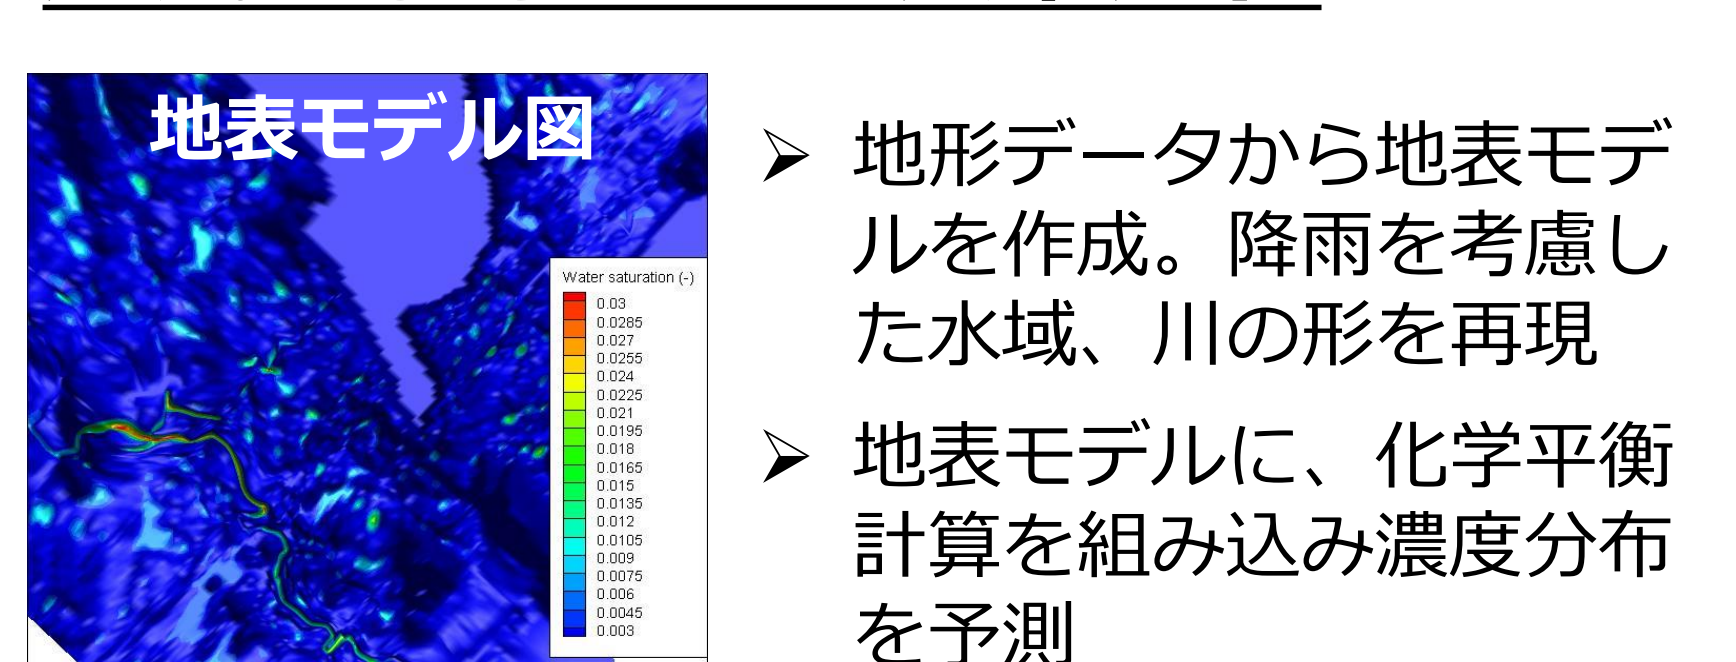 地表モデル図
Water saturation (-)
0.03
0.0285
0.027
0.0255
0.024
0.0225
0.021
0.0195
0.018
0.0165
0.015
0.0135
0.012
0.0105
0.009
0.0075
0.006
0.0045
0.003
➢ 地形データから地表モデ
ルを作成。降雨を考慮し
た水域、川の形を再現
➢ 地表モデルに、化学平衡
計算を組み込み濃度分布
を予測